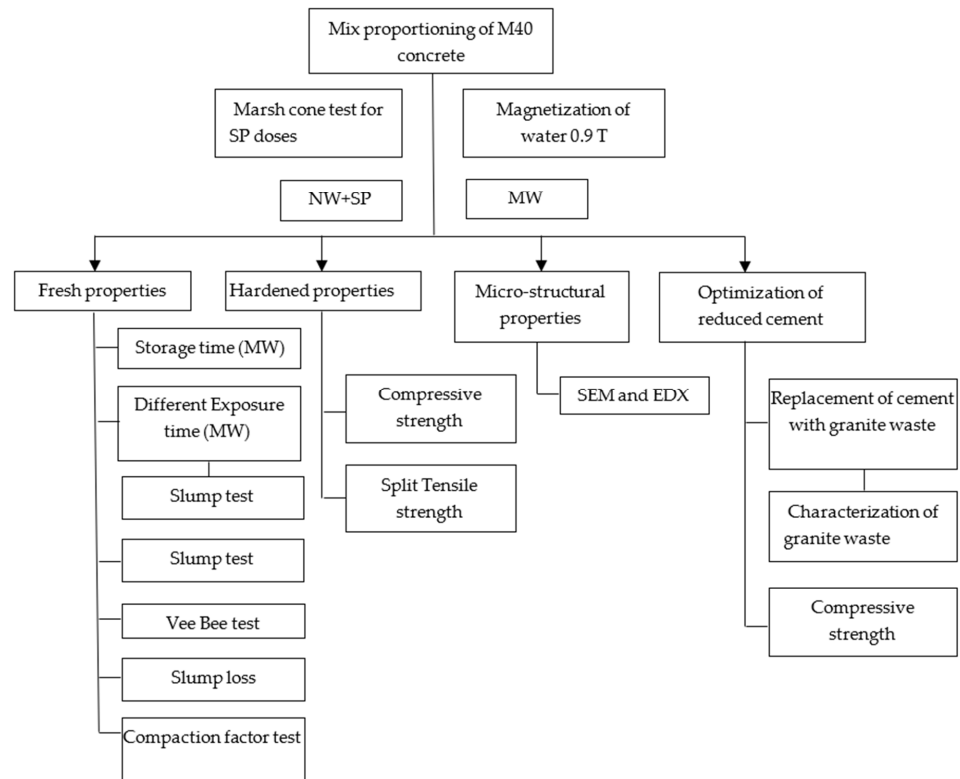 Mix proportioning of M40
concrete
Marsh cone test for
SP doses
Magnetization of
water 0.9 T
NW+SP
MW
Fresh properties
Hardened properties
Micro-structural
properties
Optimization of
reduced cement
Storage time (MW)
Different Exposure
time (MW)
Slump test
Slump test
Vee Bee test
Slump loss
Compaction factor test
Compressive
strength
Split Tensile
strength
SEM and EDX
Replacement of cement
with granite waste
Characterization of
granite waste
Compressive
strength